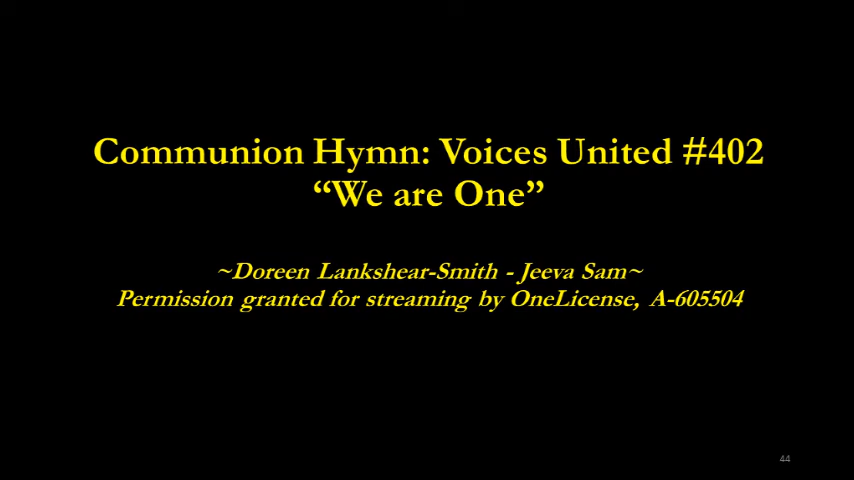 Communion Hymn: Voices United #402
“We are One”
~Doreen Lankshear-Smith - Jeeva Sam~
Permission granted for streaming by OneLicense, A-605504
44